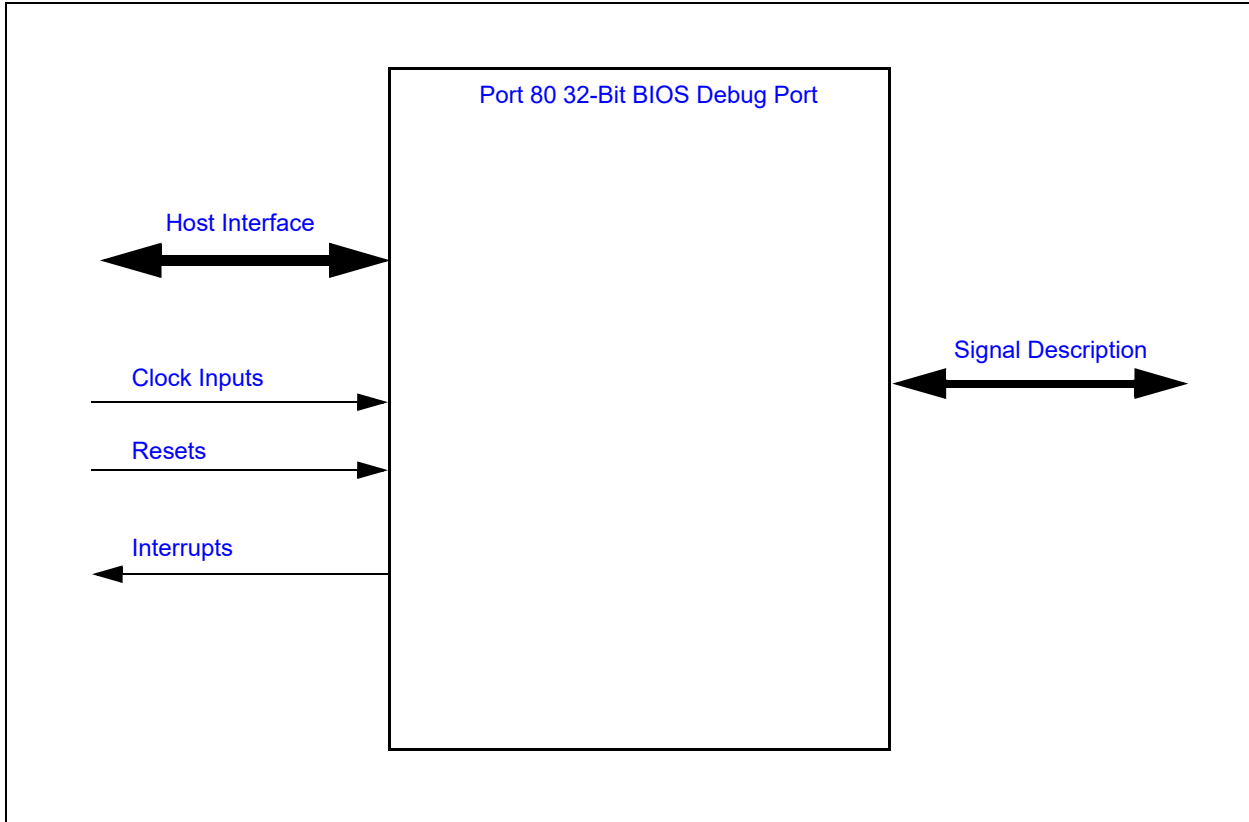 Port 80 32-Bit BIOS Debug Port
Host Interface
Signal Description
Clock Inputs
Resets
Interrupts